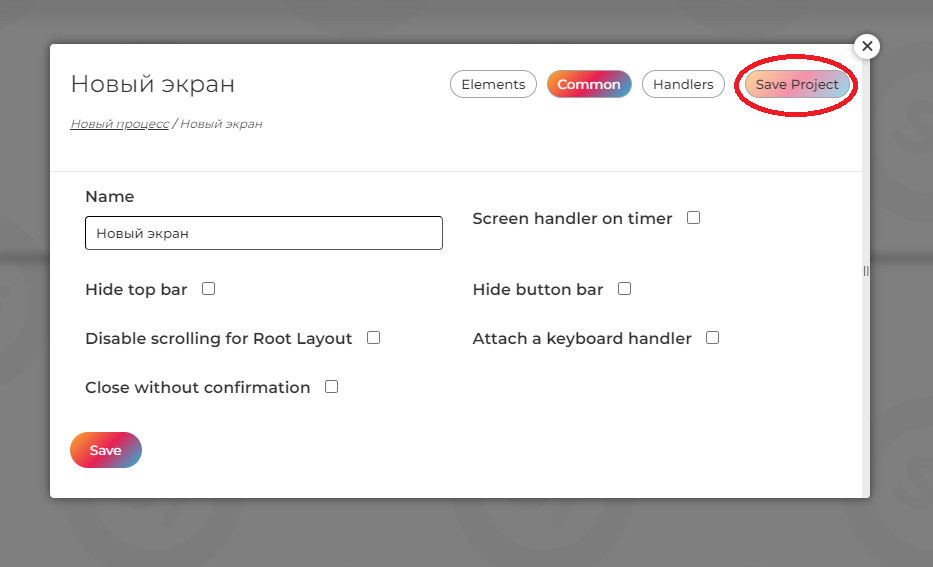 Новый экран
Elements
Common
Handlers
Save Project
Новый процесс / Новый экран
Name
Новый экран
Screen handler on timer
Hide top bar
Hide button bar
Disable scrolling for Root Layout
Attach a keyboard handler
Close without confirmation
Save